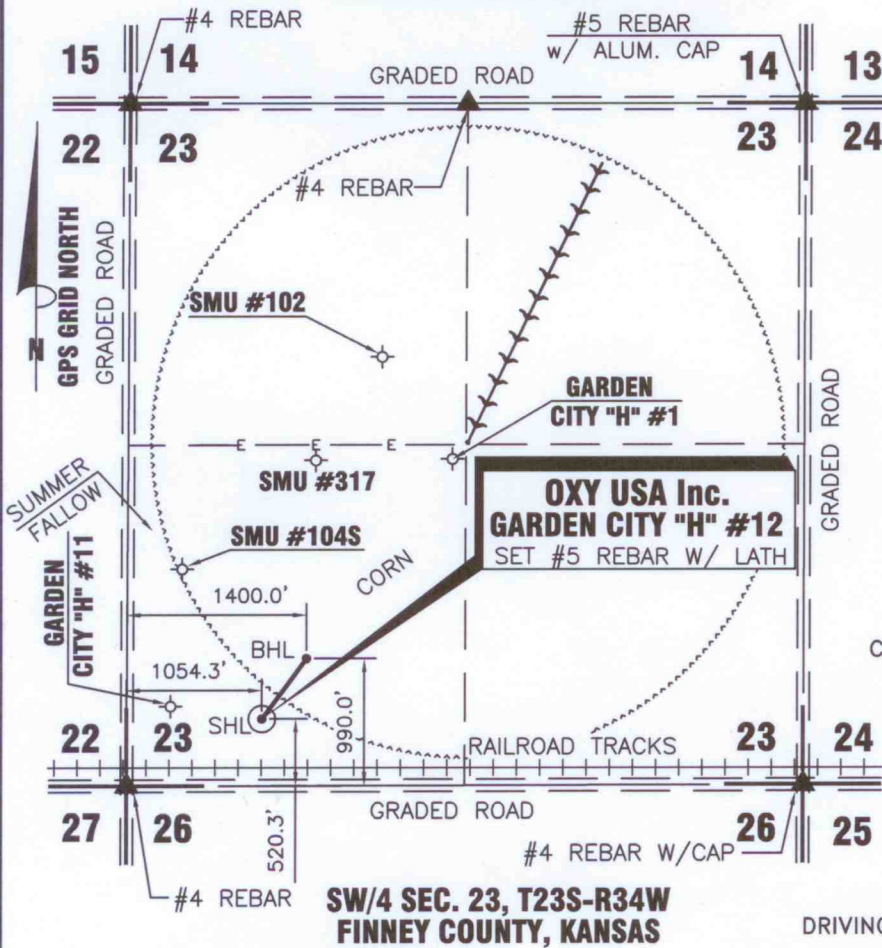 #4 REBAR
#5 REBAR
w/ ALUM. CAP
15 14
GRADED ROAD
14 13
22 23
23 24
#4 REBAR
GPS GRID NORTH
N
GRADED ROAD
SMU #102
GARDEN
CITY "H" #1
GRADED ROAD
E E E
SMU #317
SUMMER
FALLOW
OXY USA Inc.
GARDEN CITY "H" #12
SET #5 REBAR W/ LATH
SMU #104S
CORN
GARDEN
CITY "H" #11
1400.0'
BHL
1054.3'
SHL
990.0'
C
RAILROAD TRACKS
22 23
23 24
GRADED ROAD
520.3'
27 26
26 25
#4 REBAR W/CAP
#4 REBAR
SW/4 SEC. 23, T23S-R34W
FINNEY COUNTY, KANSAS
DRIVING